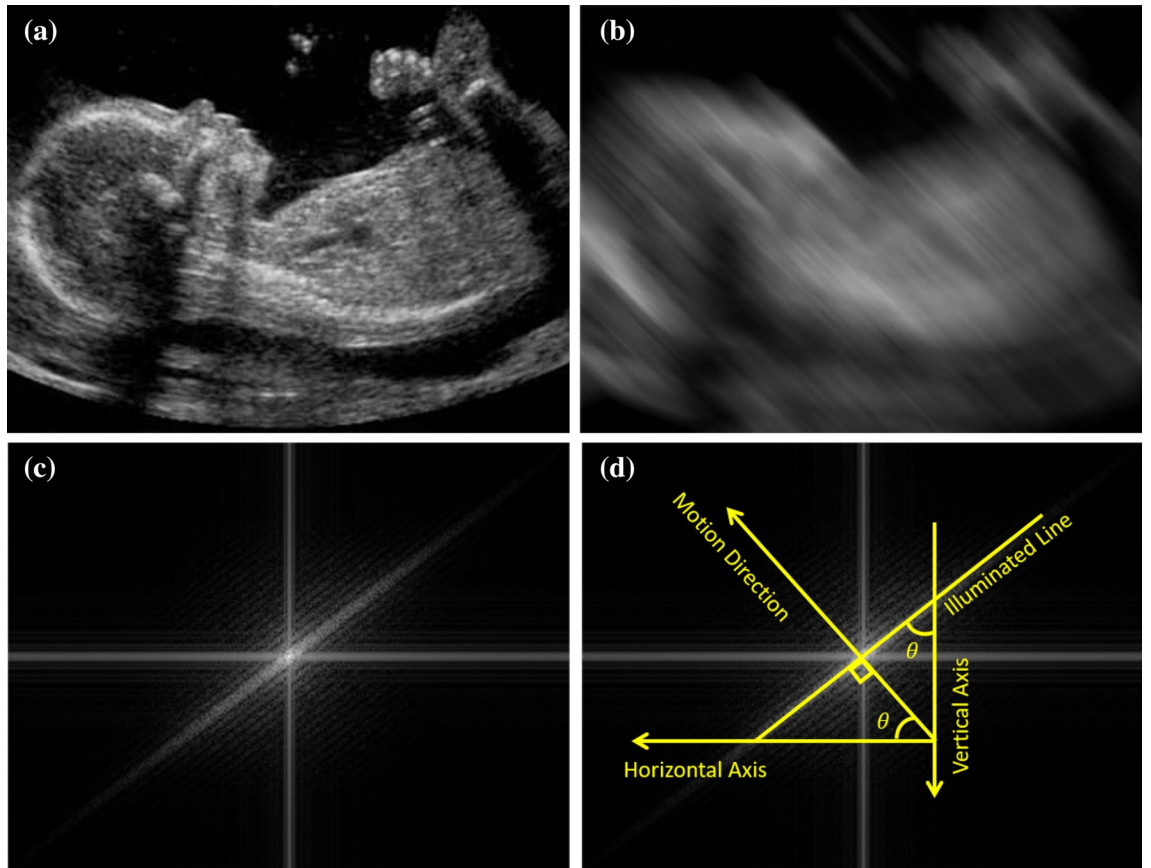 (a)
(b)
(c)
(d)
Motion Direction
Illuminated Line
θ
θ
Vertical Axis
Horizontal Axis